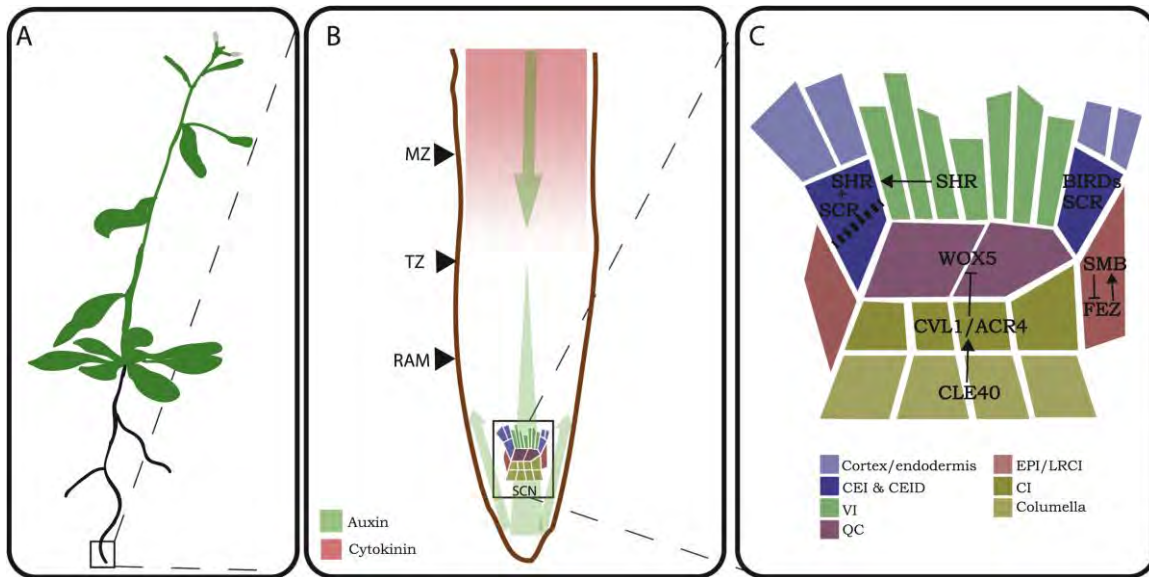 A
B
MZ
TZ
RAM
SCN
Auxin
Cytokinin
C
SHR
SHR
+
SCR
BIRDs
SCR
WOX5
SMB
FEZ
CVL1/ACR4
CLE40
Cortex/endodermis
CEI & CEID
VI
QC
EPI/LRCI
CI
Columella